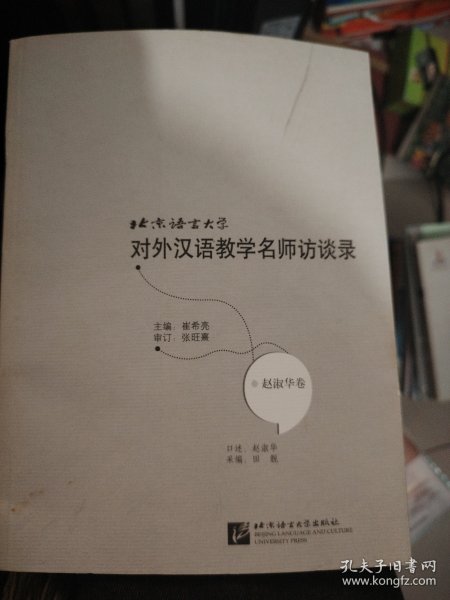 北京语言大学
对外汉语教学名师访谈录
主编：崔希亮
审订：张旺熹
赵淑华卷
口述：赵淑华
采编：田靓
北京语言大学出版社
BEIJING LANGUAGE AND CULTURE
UNIVERSITY PRESS
孔夫子旧书网
www.kongfz.com